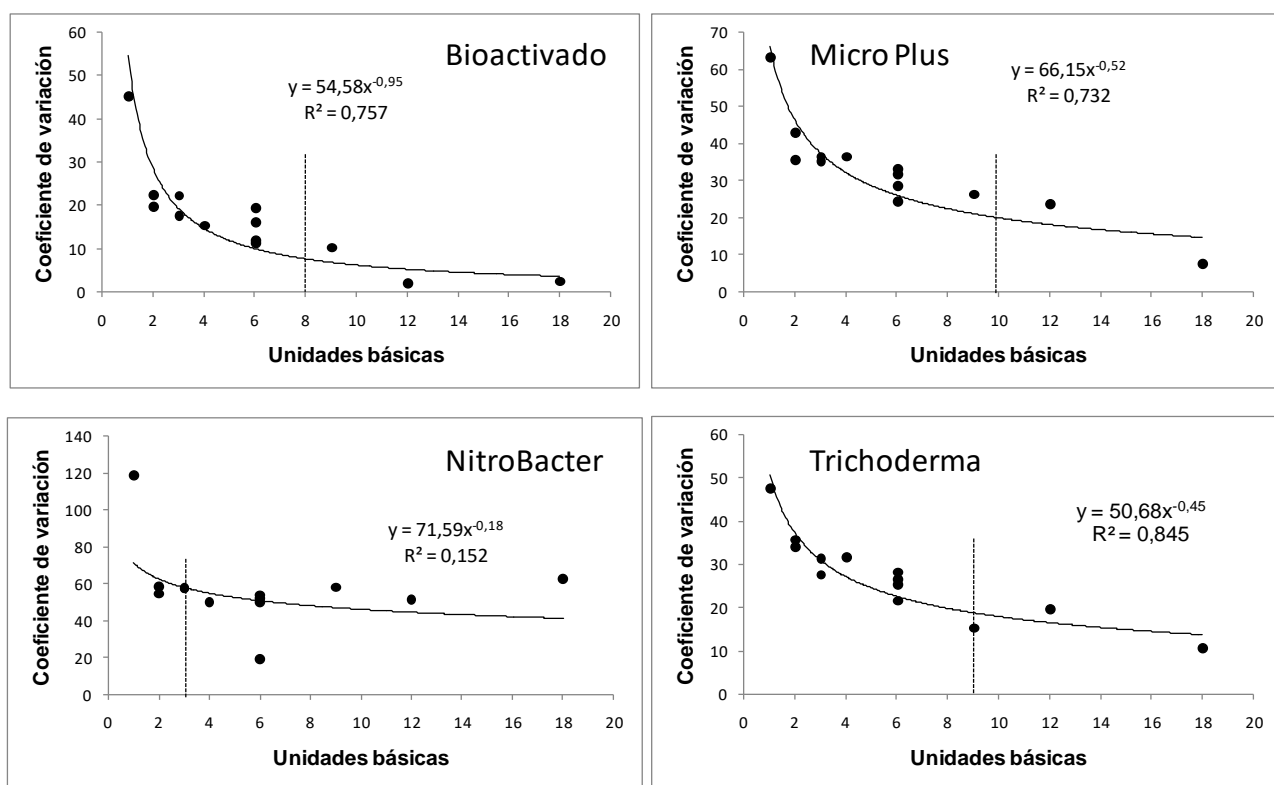 Bioactivado
y = 54,58x^-0,95
R² = 0,757
Coeficiente de variación
60
50
40
30
20
10
0
0 2 4 6 8 10 12 14 16 18 20
Unidades básicas
Micro Plus
y = 66,15x^-0,52
R² = 0,732
Coeficiente de variación
70
60
50
40
30
20
10
0
0 2 4 6 8 10 12 14 16 18 20
Unidades básicas
NitroBacter
y = 71,59x^-0,18
R² = 0,152
Coeficiente de variación
140
120
100
80
60
40
20
0
0 2 4 6 8 10 12 14 16 18 20
Unidades básicas
Trichoderma
y = 50,68x^-0,45
R² = 0,845
Coeficiente de variación
60
50
40
30
20
10
0
0 2 4 6 8 10 12 14 16 18 20
Unidades básicas